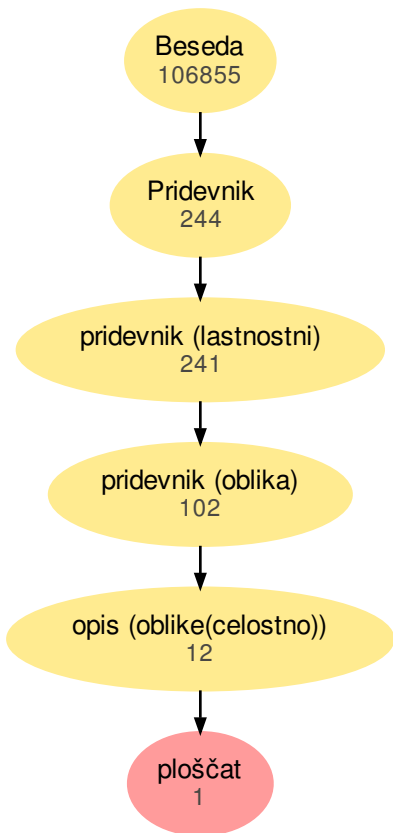 Beseda
106855
Pridevnik
244
pridevnik (lastnostni)
241
pridevnik (oblika)
102
opis (oblike(celostno))
12
ploščat
1